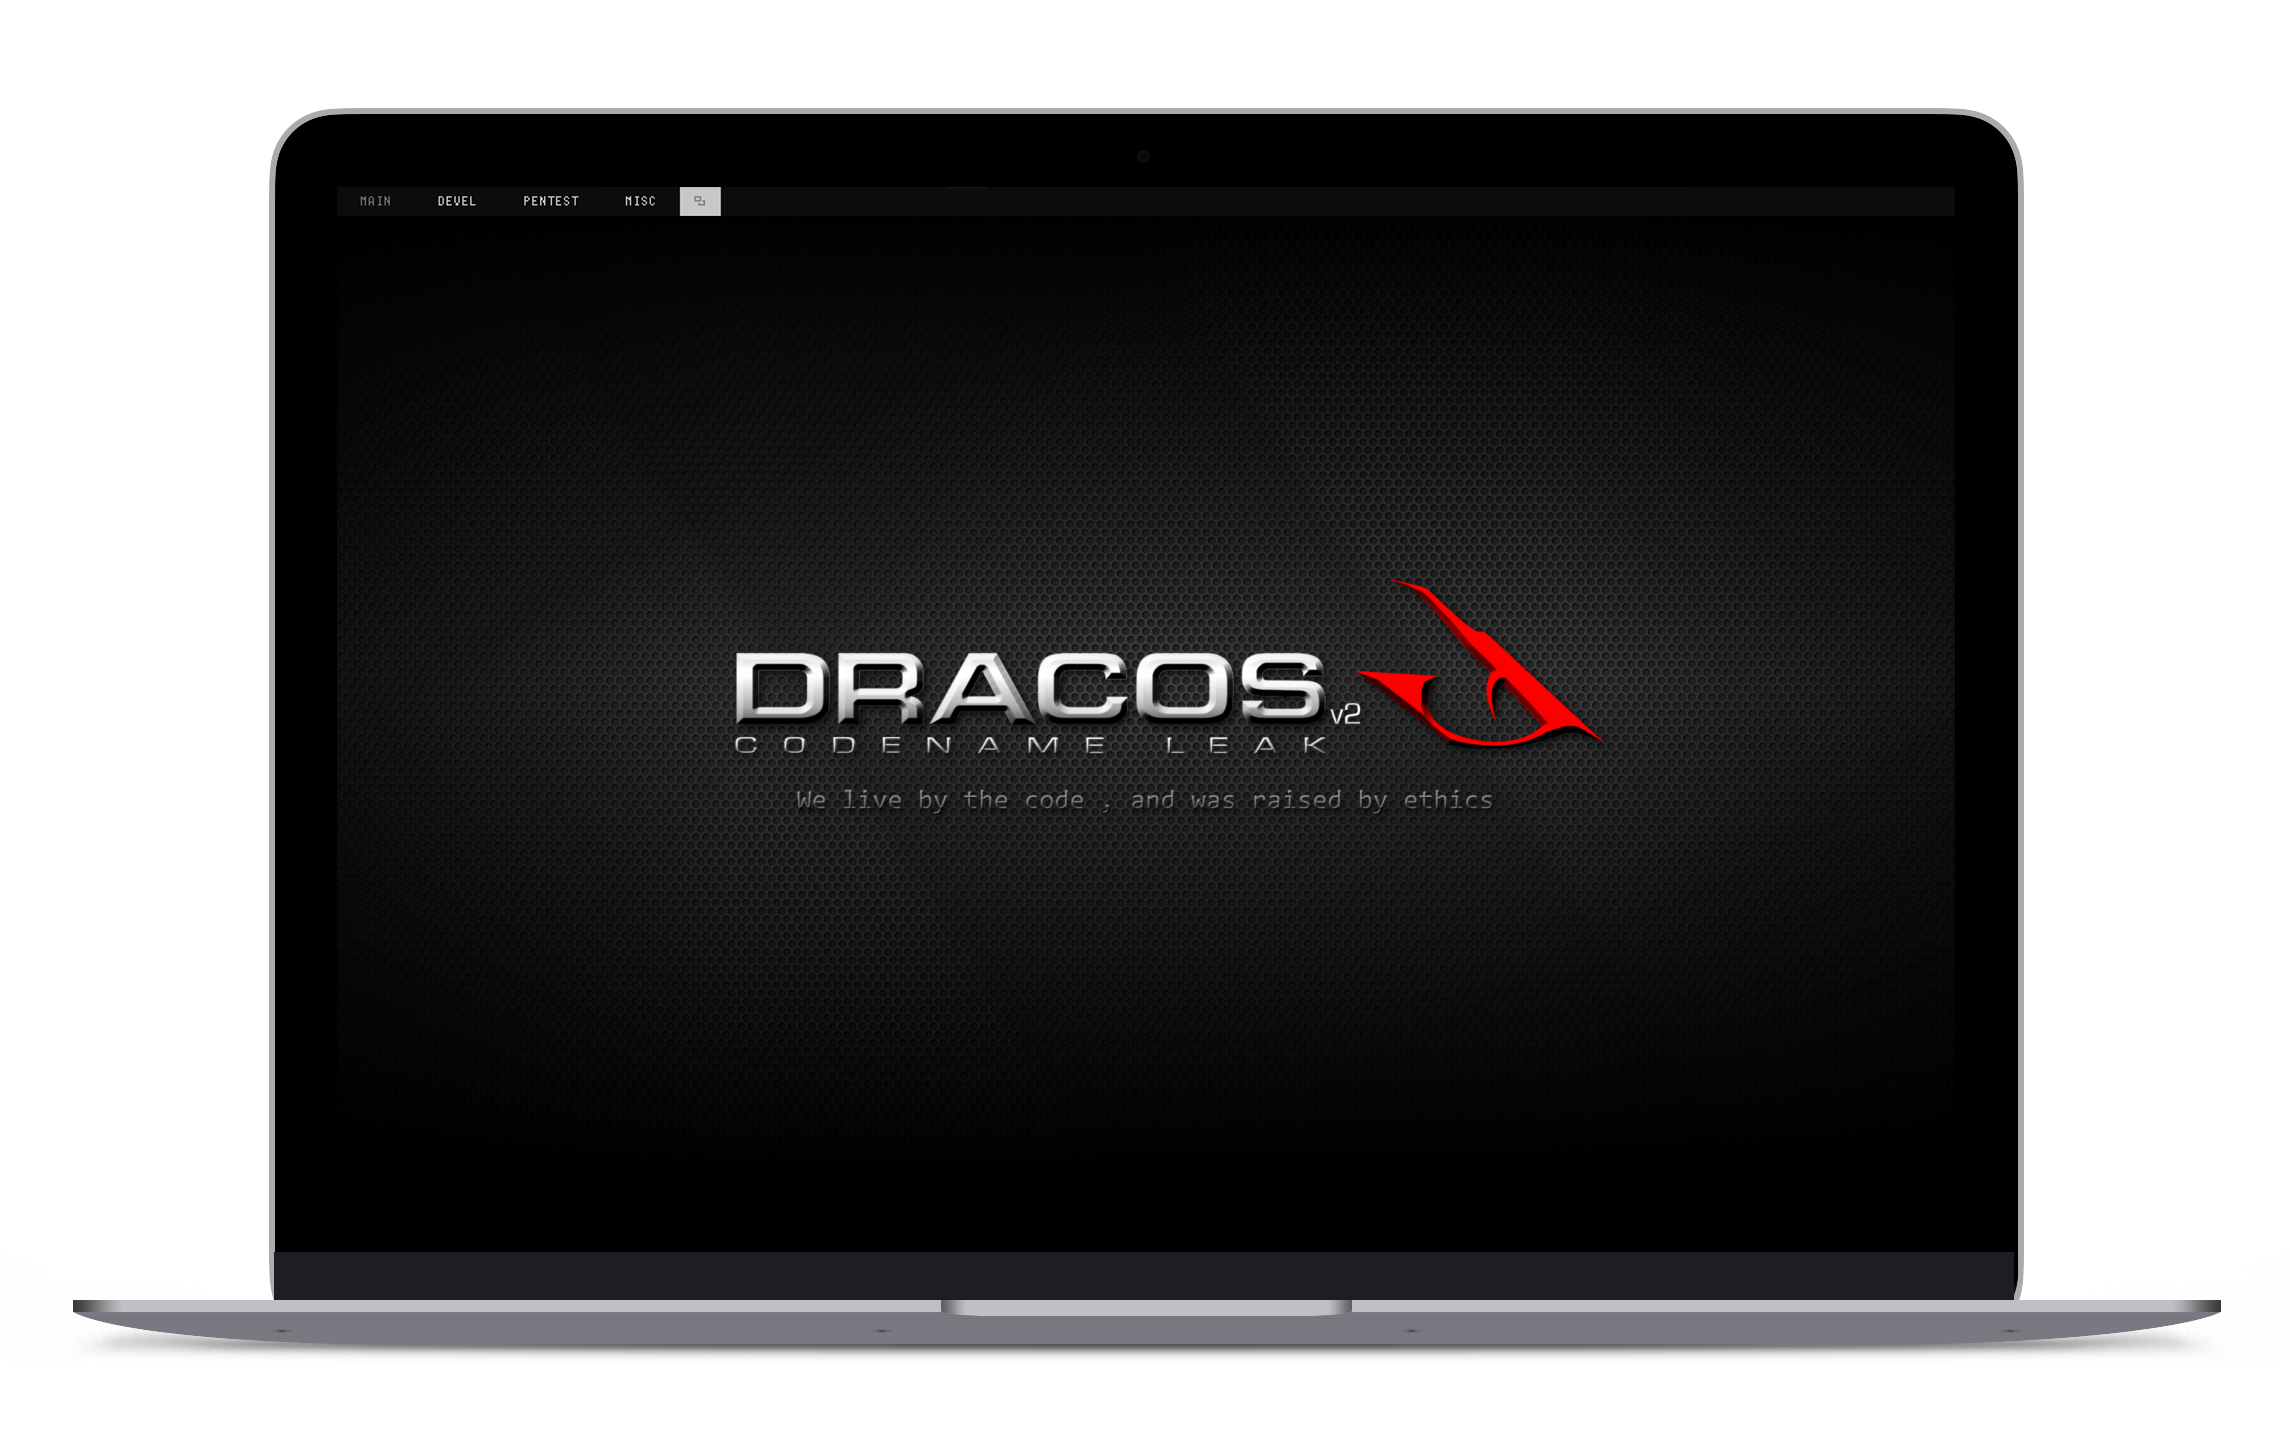 MAIN DEVEL PENTEST MISC
DRACOS v2
CODENAME LEAK
We live by the code , and was raised by ethics